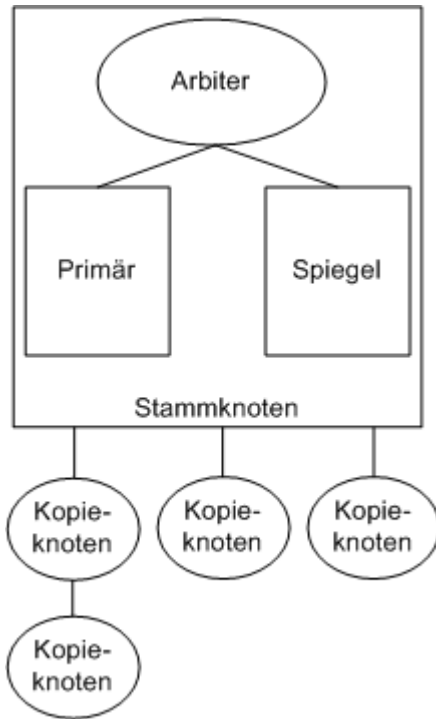 Arbiter
Primär
Spiegel
Stammknoten
Kopie-
knoten
Kopie-
knoten
Kopie-
knoten
Kopie-
knoten